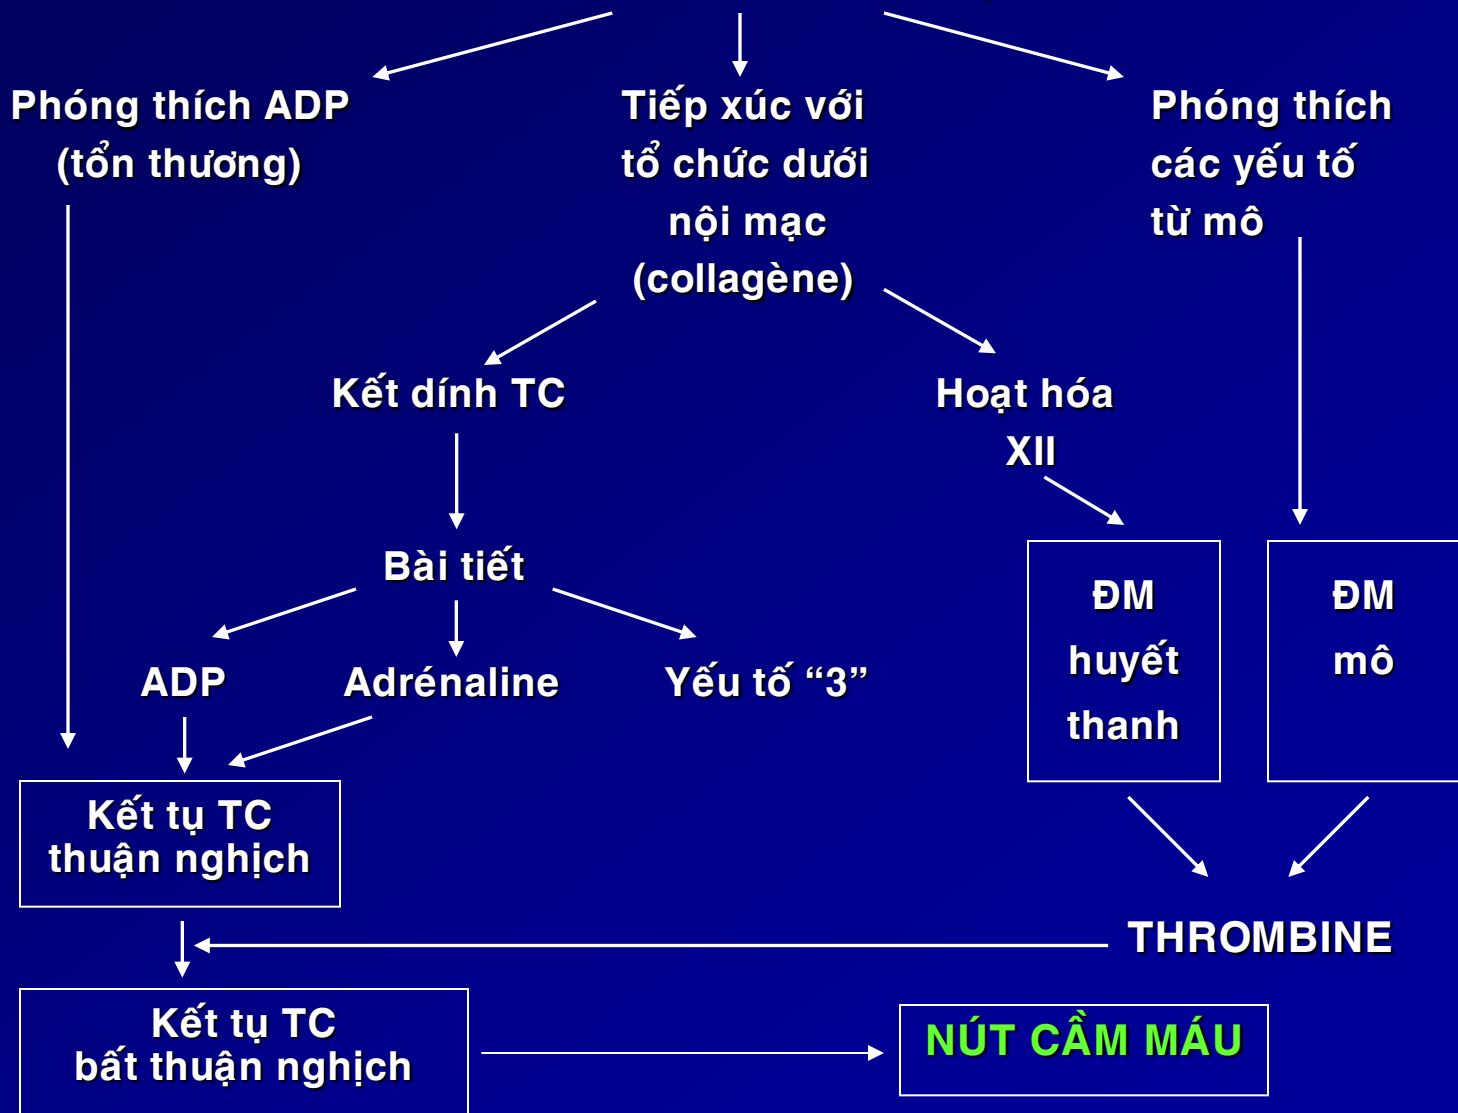 Phóng thích ADP
(tổn thương)
Tiếp xúc với
tổ chức dưới
nội mạc
(collagène)
Phóng thích
các yếu tố
từ mô
Kết dính TC
Hoạt hóa
XII
Bài tiết
ADP
Adrénaline
Yếu tố “3”
ĐM
huyết
thanh
ĐM
mô
Kết tụ TC
thuận nghịch
THROMBINE
Kết tụ TC
bất thuận nghịch
NÚT CẦM MÁU